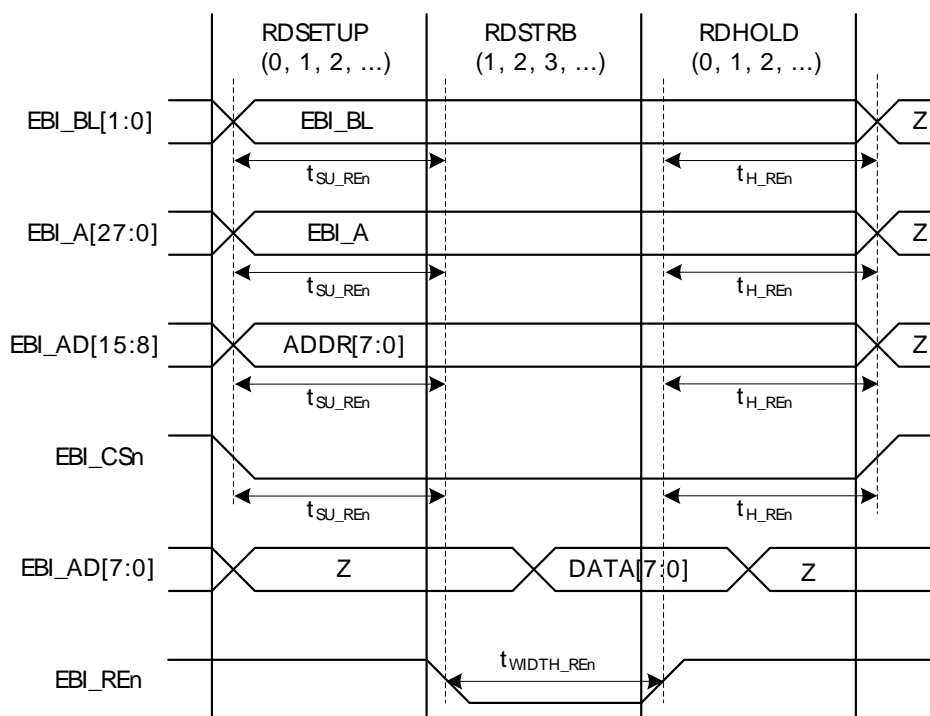 RDSETUP RDSTRB RDHOLD
(0, 1, 2, ...) (1, 2, 3, ...) (0, 1, 2, ...)
EBI_BL[1:0] EBI_BL Z
tSU_REn tH_REn
EBI_A[27:0] EBI_A Z
tSU_REn tH_REn
EBI_AD[15:8] ADDR[7:0] Z
tSU_REn tH_REn
EBI_CSn
tSU_REn tH_REn
EBI_AD[7:0] Z DATA[7:0] Z
tWIDTH_REn
EBI_REn